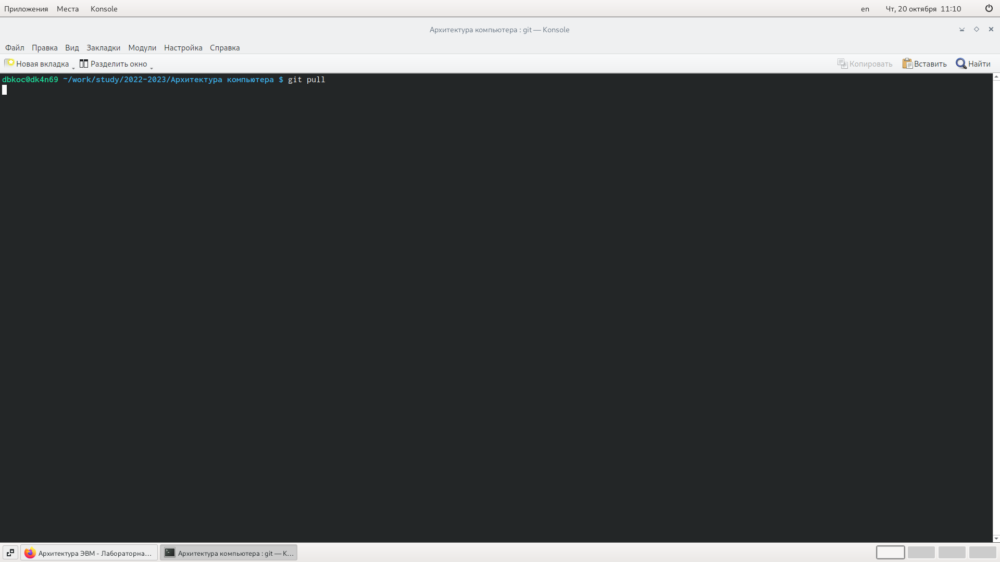 Приложения Места Konsole en Чт, 20 октября 11:10
Архитектура компьютера : git — Konsole
Файл Правка Вид Закладки Модули Настройка Справка
Новая вкладка Разделить окно Копировать Вставить Найти
dbkoc@dk4n69 ~/work/study/2022-2023/Архитектура компьютера $ git pull
Архитектура ЭВМ - Лабораторна… Архитектура компьютера : git — K…